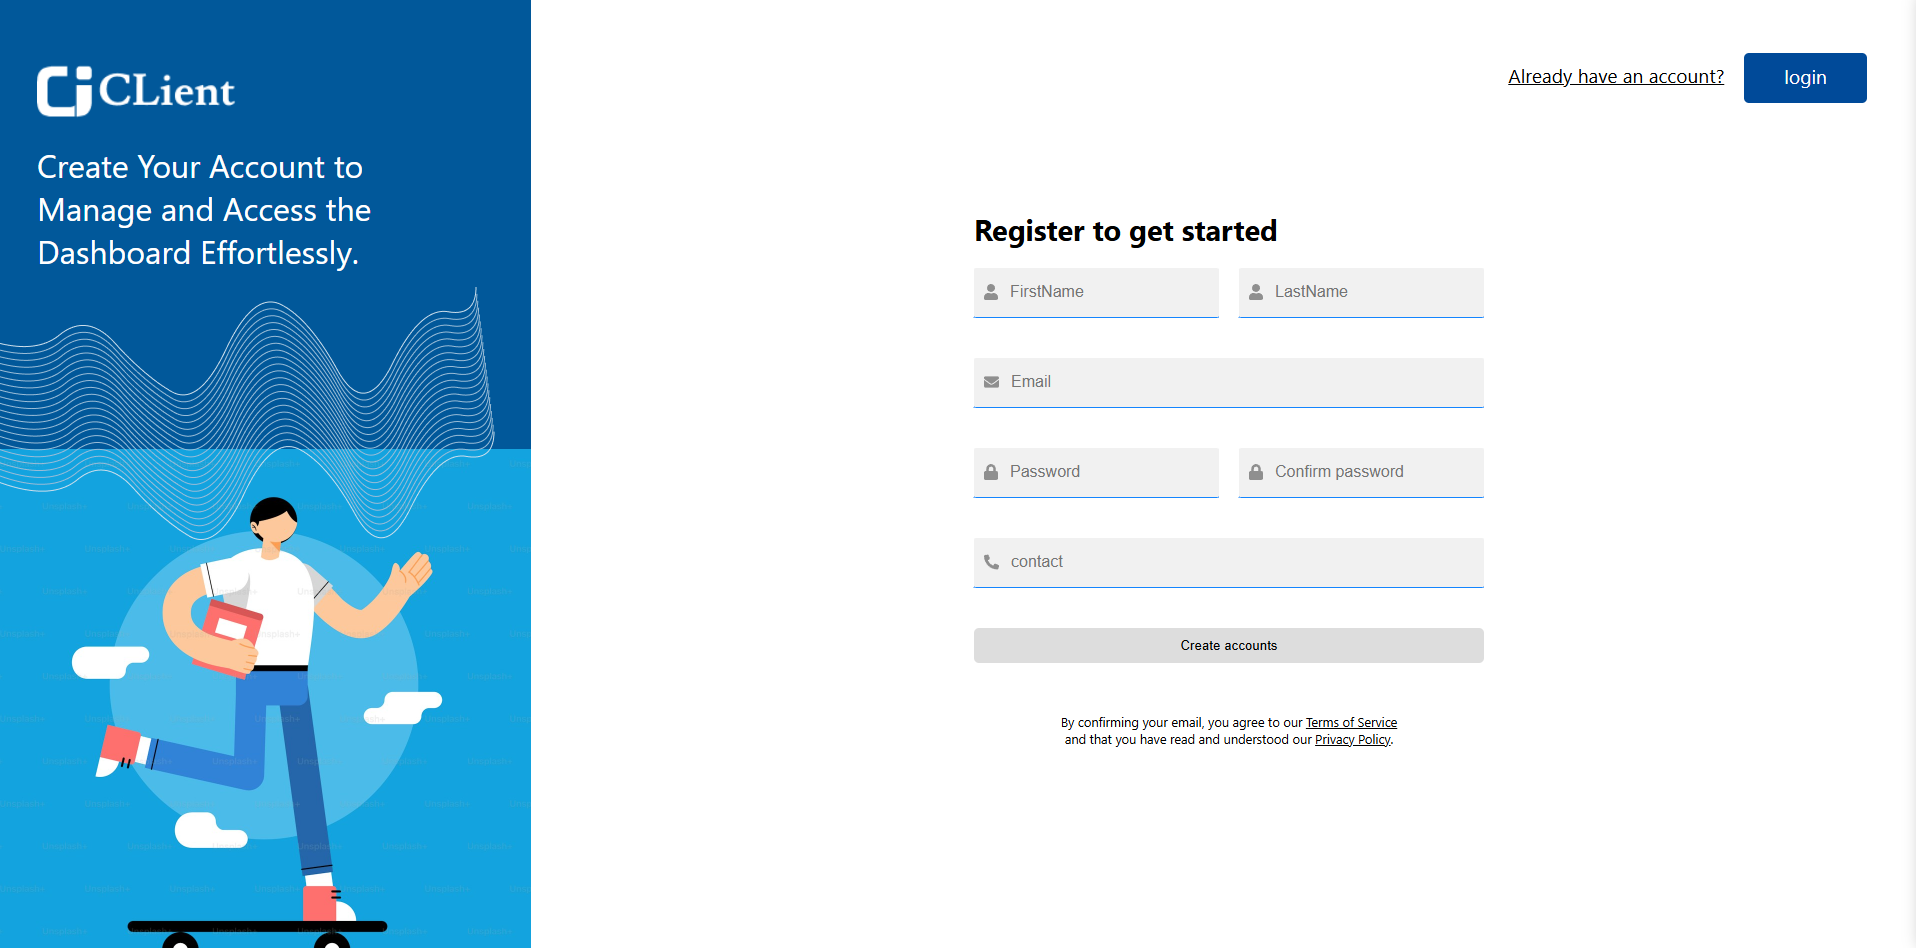 CLient
Create Your Account to
Manage and Access the
Dashboard Effortlessly.
Already have an account?
login
Register to get started
FirstName
LastName
Email
Password
Confirm password
contact
Create accounts
By confirming your email, you agree to our Terms of Service
and that you have read and understood our Privacy Policy.
Unsplash+